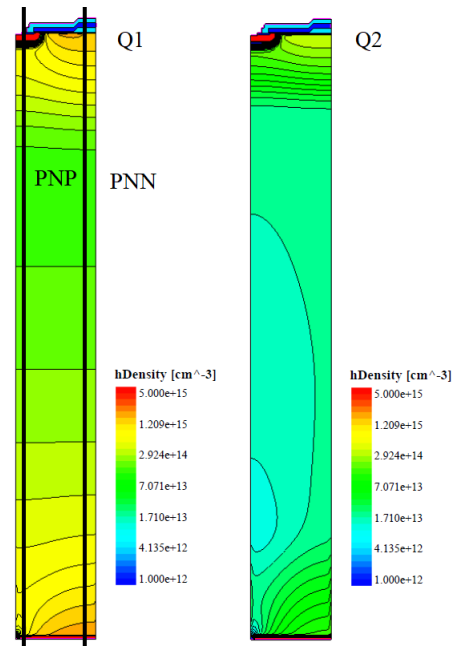 Q1
Q2
PNP
PNN
hDensity [cm^-3]
5.000e+15
1.209e+15
2.924e+14
7.071e+13
1.710e+13
4.135e+12
1.000e+12
hDensity [cm^-3]
5.000e+15
1.209e+15
2.924e+14
7.071e+13
1.710e+13
4.135e+12
1.000e+12